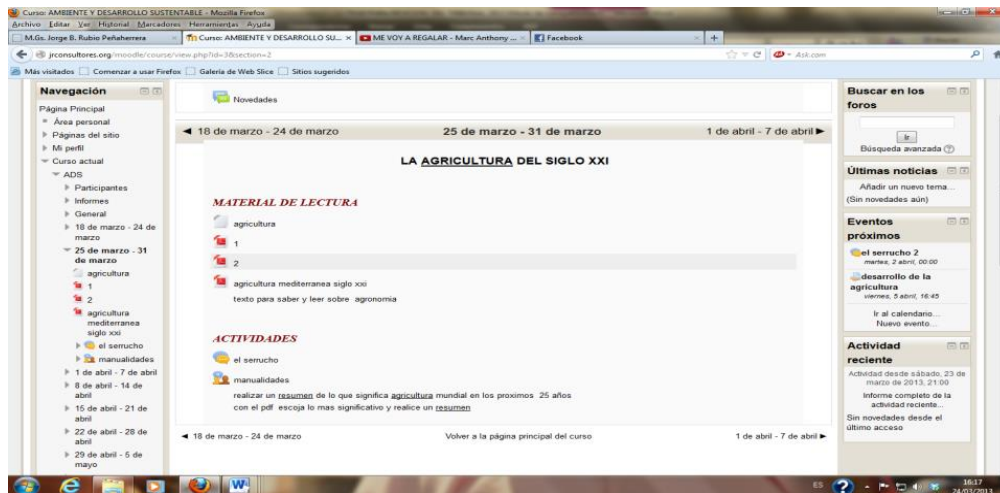 Curso: AMBIENTE Y DESARROLLO SUSTENTABLE - Mozilla Firefox
Archivo Editar Ver Historial Marcadores Herramientas Ayuda
M.Gs. Jorge B. Rubio Peñaherrera
Curso: AMBIENTE Y DESARROLLO SU...
ME VOY A REGALAR - Marc Anthony ...
Facebook
jrconsultores.org/moodle/course/view.php?id=3&section=2
Ask.com
Más visitados Comenzar a usar Firefox Galería de Web Slice Sitios sugeridos
Navegación
Página Principal
Área personal
Páginas del sitio
Mi perfil
Curso actual
ADS
Participantes
Informes
General
18 de marzo - 24 de
marzo
25 de marzo - 31
de marzo
agricultura
1
2
agricultura
mediterranea
siglo xxi
el serrucho
manualidades
1 de abril - 7 de abril
8 de abril - 14 de
abril
15 de abril - 21 de
abril
22 de abril - 28 de
abril
29 de abril - 5 de
mayo
Novedades
◄ 18 de marzo - 24 de marzo 25 de marzo - 31 de marzo 1 de abril - 7 de abril ►
LA AGRICULTURA DEL SIGLO XXI
MATERIAL DE LECTURA
agricultura
1
2
agricultura mediterranea siglo xxi
texto para saber y leer sobre agronomia
ACTIVIDADES
el serrucho
manualidades
realizar un resumen de lo que significa agricultura mundial en los proximos 25 años
con el pdf escoja lo mas significativo y realice un resumen
◄ 18 de marzo - 24 de marzo Volver a la página principal del curso 1 de abril - 7 de abril ►
Buscar en los
foros
Ir
Búsqueda avanzada
Últimas noticias
Añadir un nuevo tema...
(Sin novedades aún)
Eventos
próximos
el serrucho 2
martes, 2 abril, 00:00
desarrollo de la
agricultura
viernes, 5 abril, 16:45
Ir al calendario...
Nuevo evento...
Actividad
reciente
Actividad desde sábado, 23 de
marzo de 2013, 21:00
Informe completo de la
actividad reciente...
Sin novedades desde el
último acceso
ES
16:17
24/03/2013